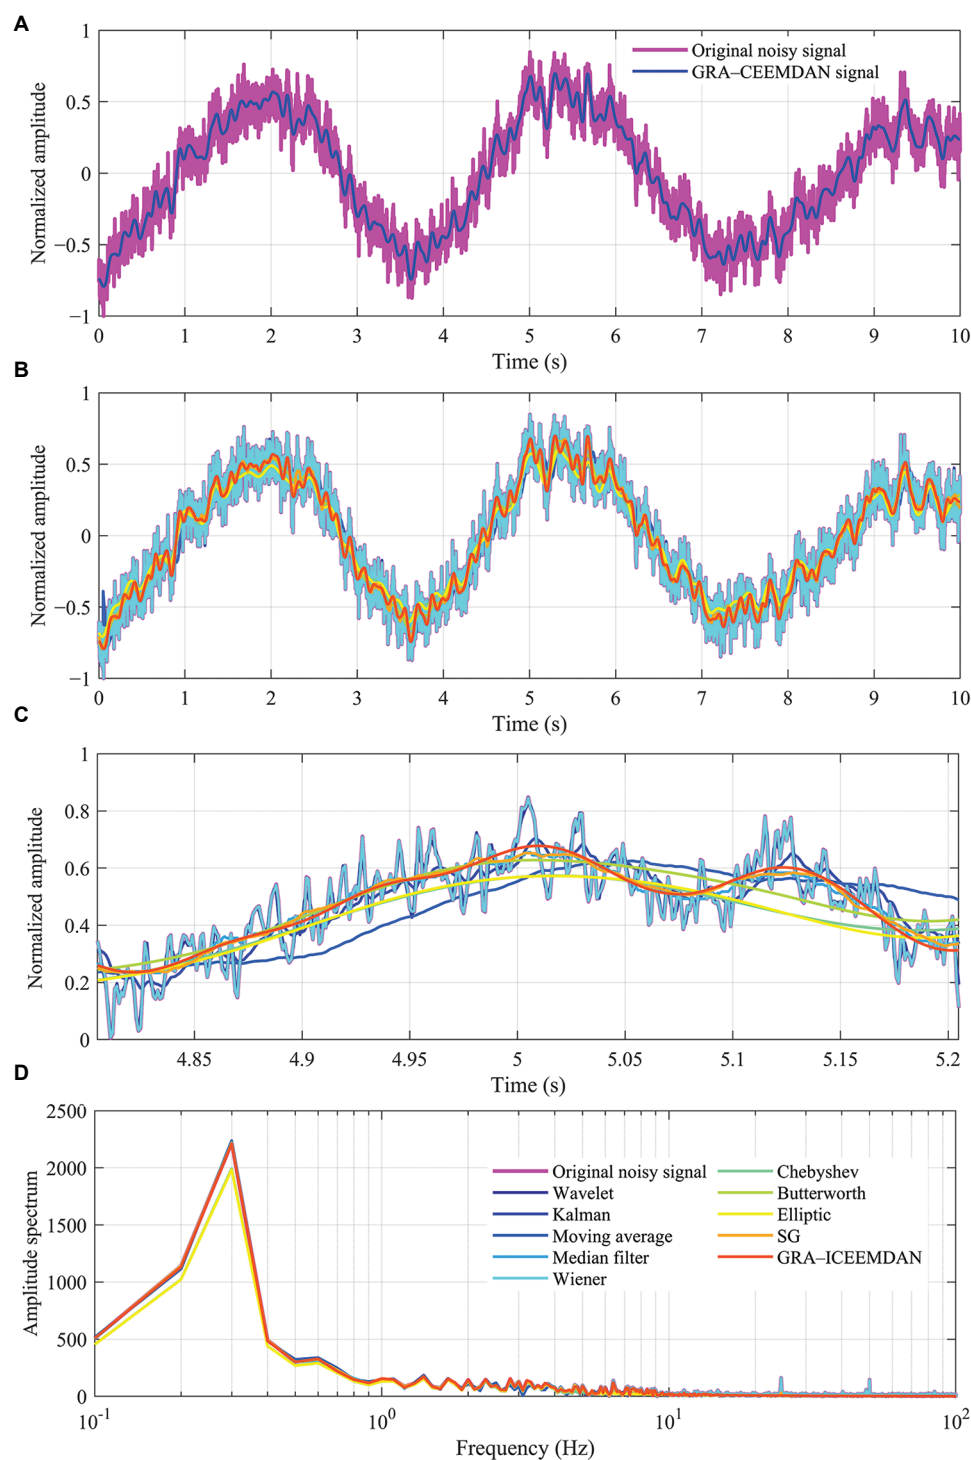 A
1
0.5
0
−0.5
−1
Normalized amplitude
Original noisy signal
GRA–CEEMDAN signal
0 1 2 3 4 5 6 7 8 9 10
Time (s)
B
1
0.5
0
−0.5
−1
Normalized amplitude
0 1 2 3 4 5 6 7 8 9 10
Time (s)
C
1
0.8
0.6
0.4
0.2
0
Normalized amplitude
4.85 4.9 4.95 5 5.05 5.1 5.15 5.2
Time (s)
D
2500
2000
1500
1000
500
0
Amplitude spectrum
Original noisy signal
Wavelet
Kalman
Moving average
Median filter
Wiener
Chebyshev
Butterworth
Elliptic
SG
GRA–ICEEMDAN
10⁻¹ 10⁰ 10¹ 10²
Frequency (Hz)